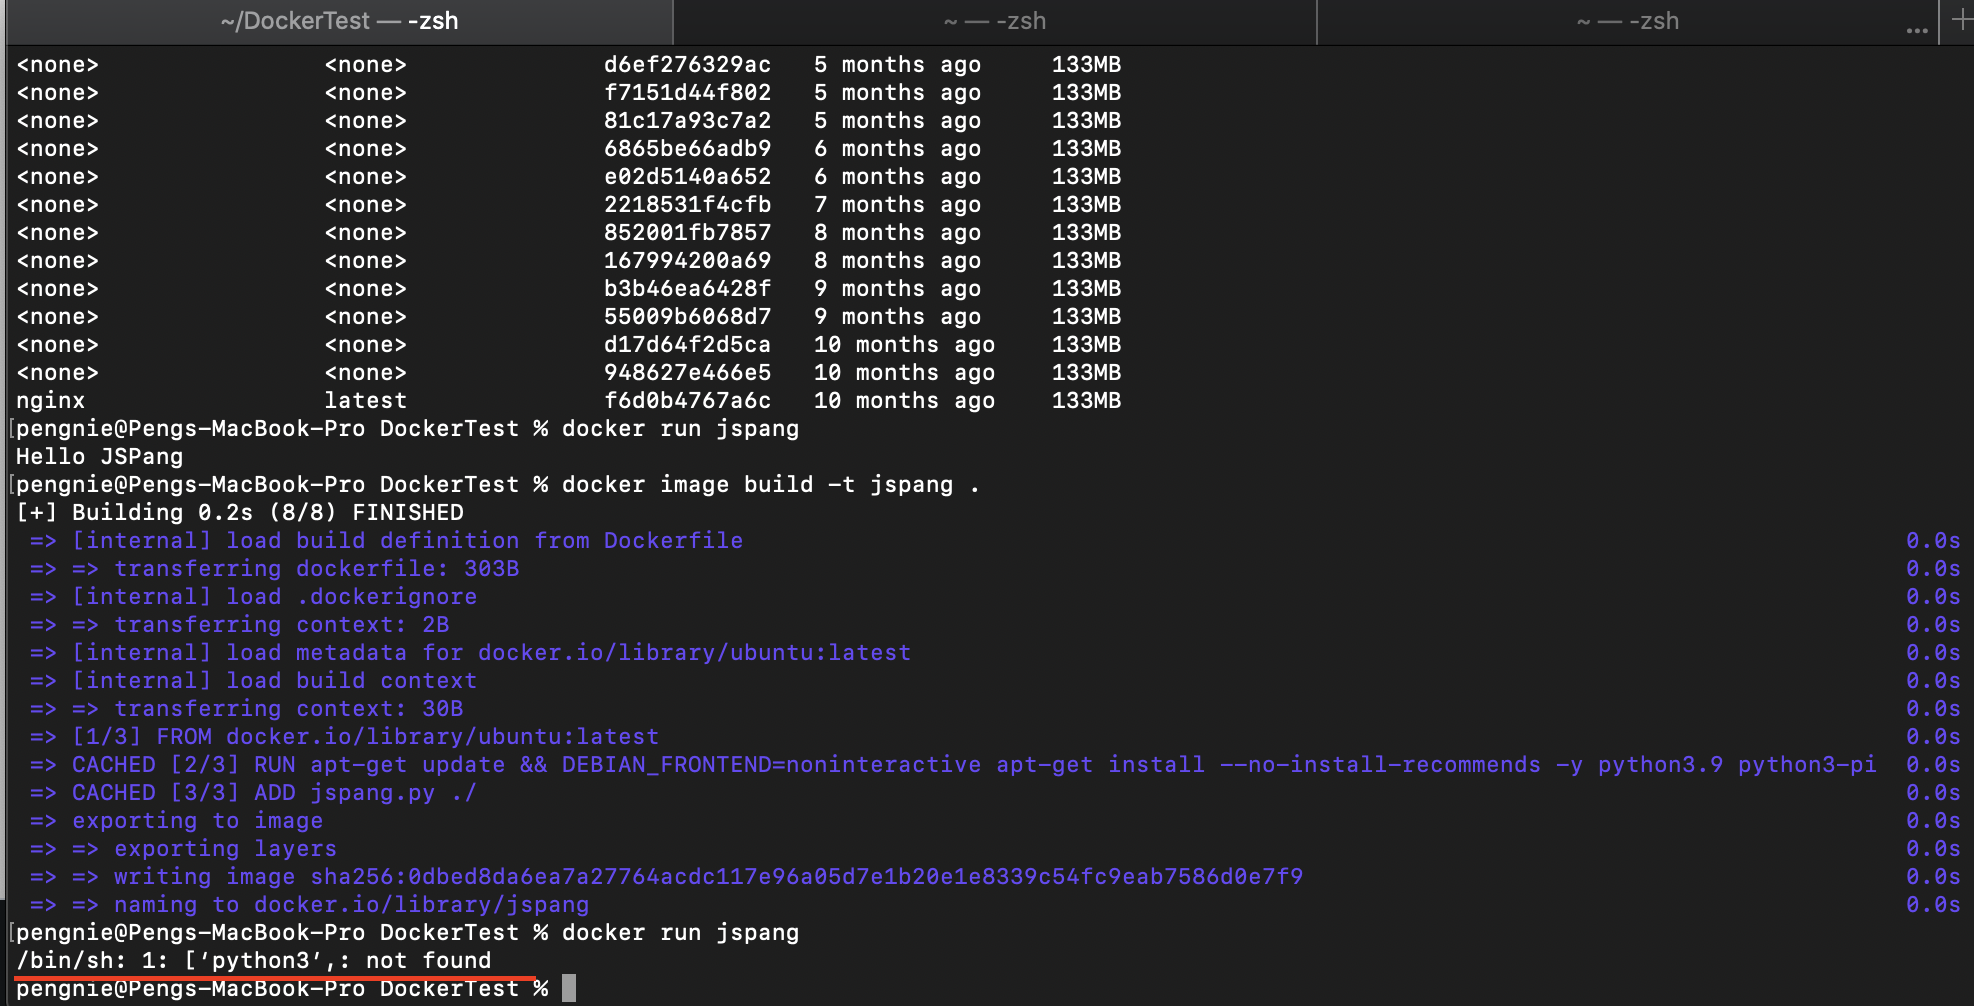 ~/DockerTest — -zsh
~ — -zsh
~ — -zsh
... +
<none> <none> d6ef276329ac 5 months ago 133MB
<none> <none> f7151d44f802 5 months ago 133MB
<none> <none> 81c17a93c7a2 5 months ago 133MB
<none> <none> 6865be66adb9 6 months ago 133MB
<none> <none> e02d5140a652 6 months ago 133MB
<none> <none> 2218531f4cfb 7 months ago 133MB
<none> <none> 852001fb7857 8 months ago 133MB
<none> <none> 167994200a69 8 months ago 133MB
<none> <none> b3b46ea6428f 9 months ago 133MB
<none> <none> 55009b6068d7 9 months ago 133MB
<none> <none> d17d64f2d5ca 10 months ago 133MB
<none> <none> 948627e466e5 10 months ago 133MB
nginx latest f6d0b4767a6c 10 months ago 133MB
[pengnie@Pengs-MacBook-Pro DockerTest % docker run jspang
Hello JSPang
[pengnie@Pengs-MacBook-Pro DockerTest % docker image build -t jspang .
[+] Building 0.2s (8/8) FINISHED
=> [internal] load build definition from Dockerfile 0.0s
=> => transferring dockerfile: 303B 0.0s
=> [internal] load .dockerignore 0.0s
=> => transferring context: 2B 0.0s
=> [internal] load metadata for docker.io/library/ubuntu:latest 0.0s
=> [internal] load build context 0.0s
=> => transferring context: 30B 0.0s
=> [1/3] FROM docker.io/library/ubuntu:latest 0.0s
=> CACHED [2/3] RUN apt-get update && DEBIAN_FRONTEND=noninteractive apt-get install --no-install-recommends -y python3.9 python3-pi 0.0s
=> CACHED [3/3] ADD jspang.py ./ 0.0s
=> exporting to image 0.0s
=> => exporting layers 0.0s
=> => writing image sha256:0dbed8da6ea7a27764acdc117e96a05d7e1b20e1e8339c54fc9eab7586d0e7f9 0.0s
=> => naming to docker.io/library/jspang 0.0s
[pengnie@Pengs-MacBook-Pro DockerTest % docker run jspang
/bin/sh: 1: [‘python3’,: not found
pengnie@Pengs-MacBook-Pro DockerTest %